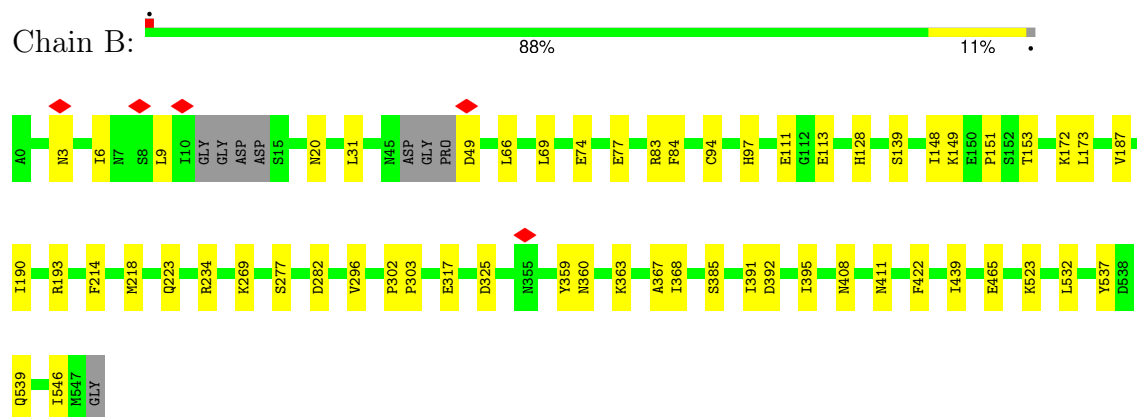 Chain B:
88% 11%
A0 N3 I6 N7 S8 L9 I10 GLY GLY ASP ASP S15 N20 L31 N45 ASP GLY PRO D49 L66 L69 E74 E77 R83 F84 C94 H97 E111 G112 E113 H128 S139 I148 K149 E150 P151 S152 T153 K172 L173 V187
I190 R193 F214 M218 Q223 R234 K269 S277 D282 V296 P302 P303 E317 D325 N355 Y359 N360 K363 A367 I368 S385 I391 D392 I395 N408 N411 F422 I439 E465 K523 L532 Y537 D538
Q539 I546 M547 GLY